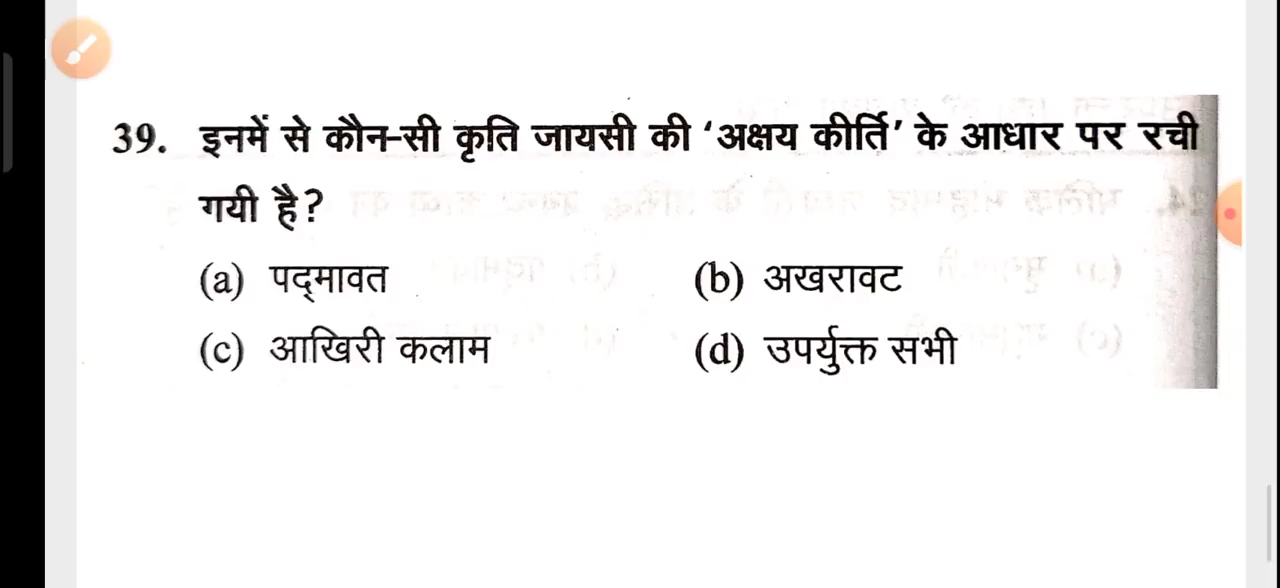 39. इनमें से कौन-सी कृति जायसी की ‘अक्षय कीर्ति’ के आधार पर रची
गयी है?
(a) पद्मावत (b) अखरावट
(c) आखिरी कलाम (d) उपर्युक्त सभी